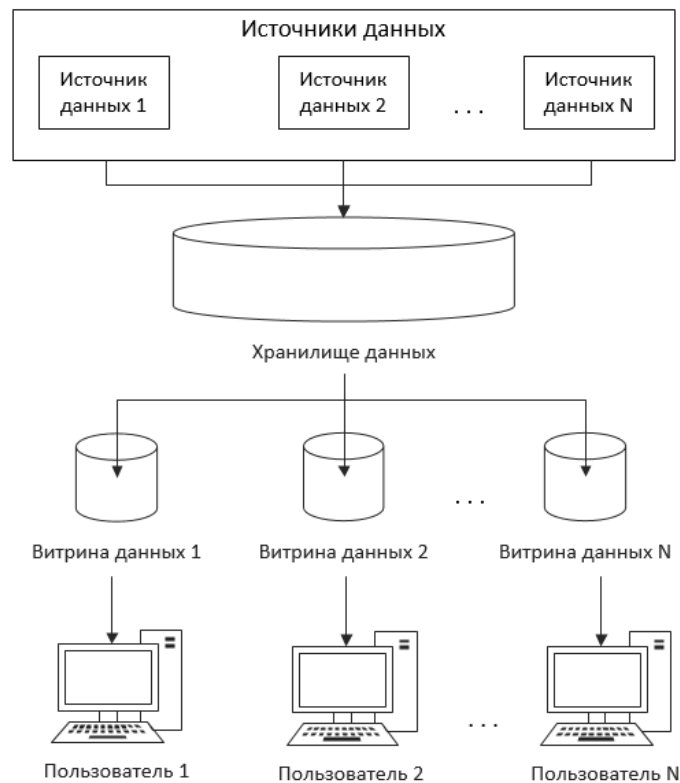 Источники данных
Источник
данных 1
Источник
данных 2
. . .
Источник
данных N
Хранилище данных
. . .
Витрина данных 1
Витрина данных 2
Витрина данных N
. . .
Пользователь 1
Пользователь 2
Пользователь N